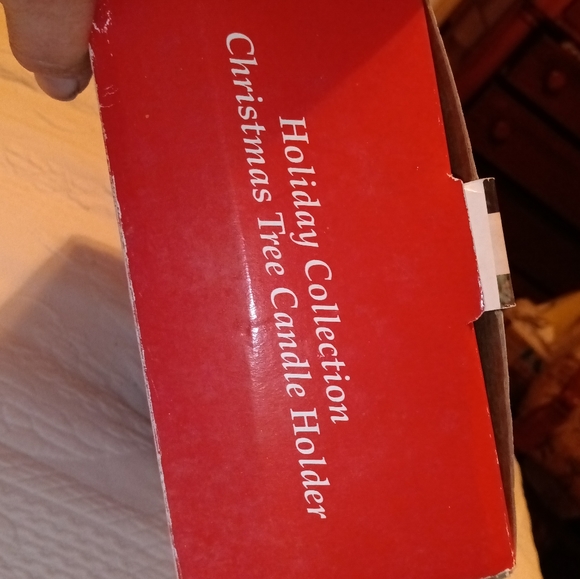 Holiday Collection
Christmas Tree Candle Holder